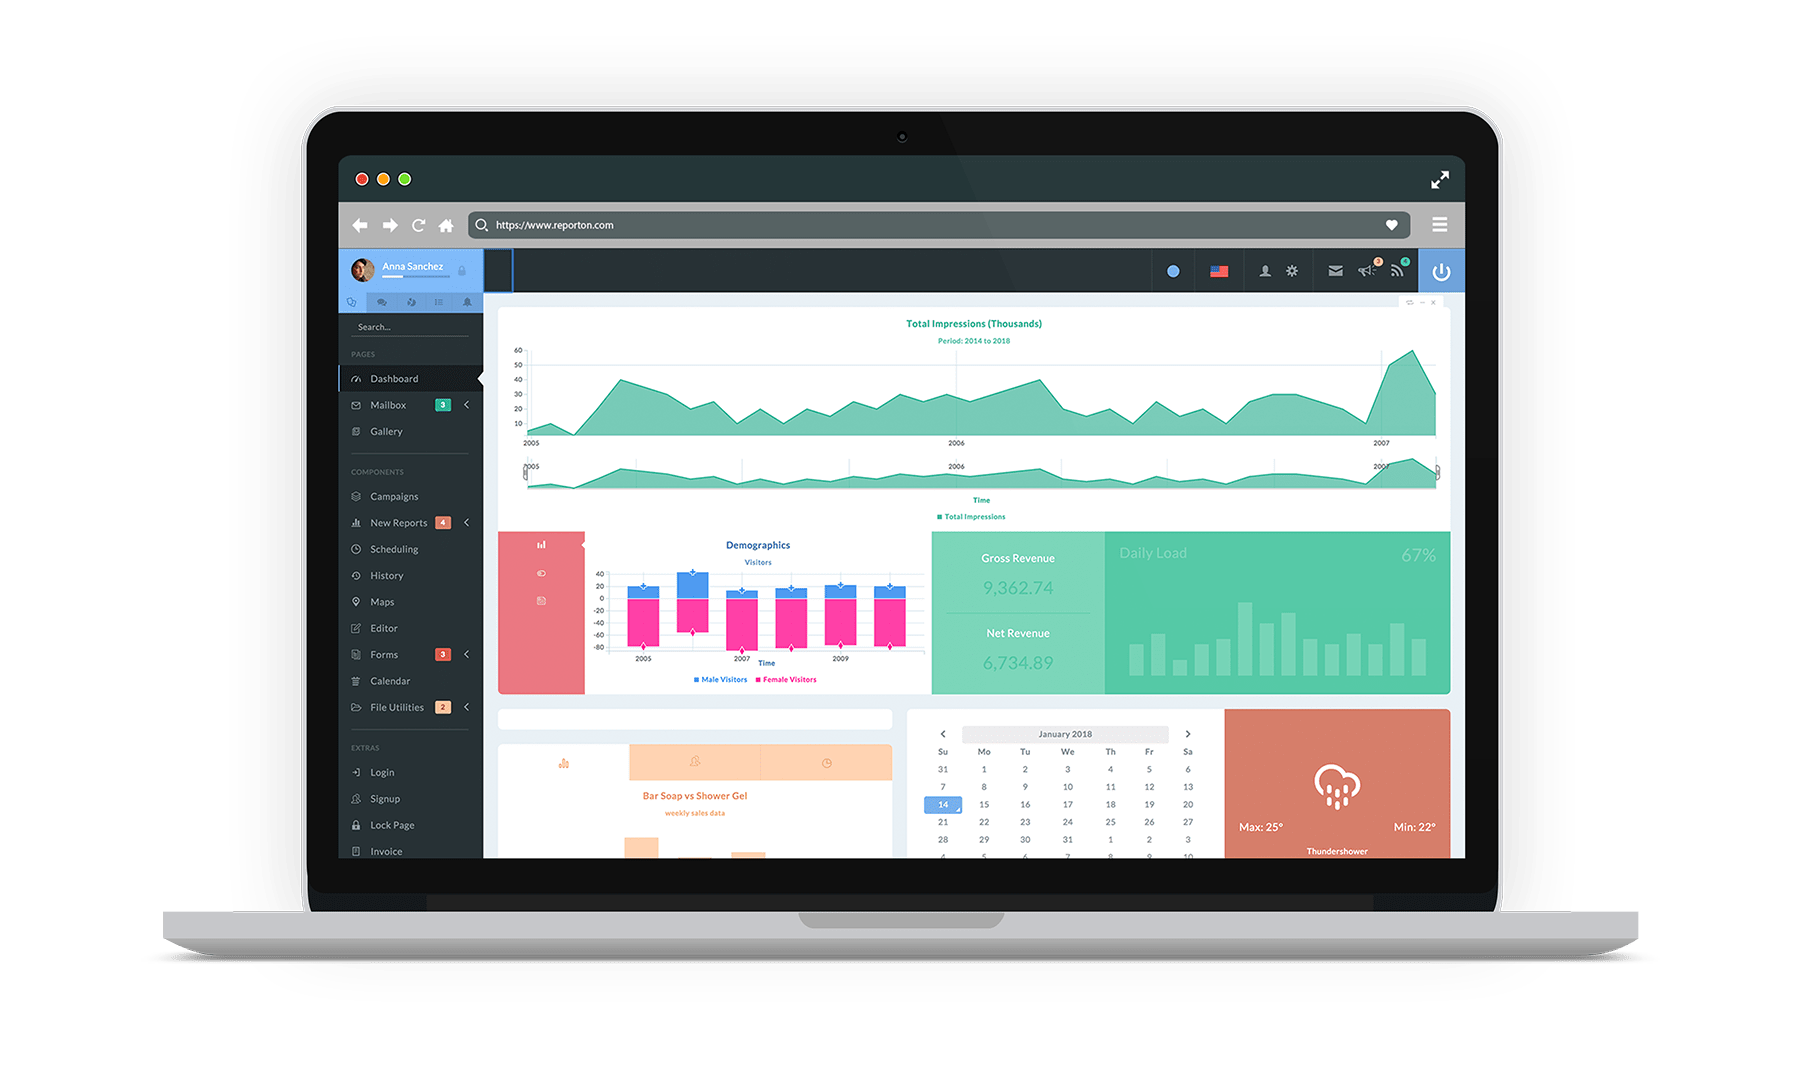 https://www.reporton.com
Anna Sanchez
3
4
Search...
PAGES
Dashboard
Mailbox 3
Gallery
COMPONENTS
Campaigns
New Reports 4
Scheduling
History
Maps
Editor
Forms 3
Calendar
File Utilities 2
EXTRAS
Login
Signup
Lock Page
Invoice
Total Impressions (Thousands)
Period: 2014 to 2018
60
50
40
30
20
10
2005 2006 2007
2005 2006 2007
Time
Total Impressions
Demographics
Visitors
40
20
0
-20
-40
-60
-80
2005 2007 2009
Time
Male Visitors Female Visitors
Gross Revenue
9,362.74
Net Revenue
6,734.89
Daily Load 67%
Bar Soap vs Shower Gel
weekly sales data
January 2018
Su Mo Tu We Th Fr Sa
31 1 2 3 4 5 6
7 8 9 10 11 12 13
14 15 16 17 18 19 20
21 22 23 24 25 26 27
28 29 30 31 1 2 3
4 5 6 7 8 9 10
Max: 25° Min: 22°
Thundershower